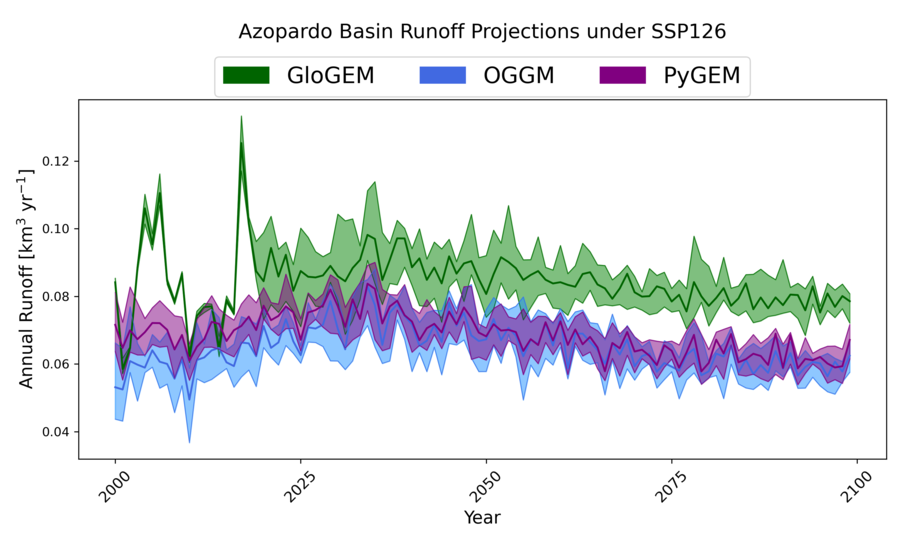 Azopardo Basin Runoff Projections under SSP126
GloGEM OGGM PyGEM
Annual Runoff [km³ yr⁻¹]
0.12
0.10
0.08
0.06
0.04
2000 2025 2050 2075 2100
Year